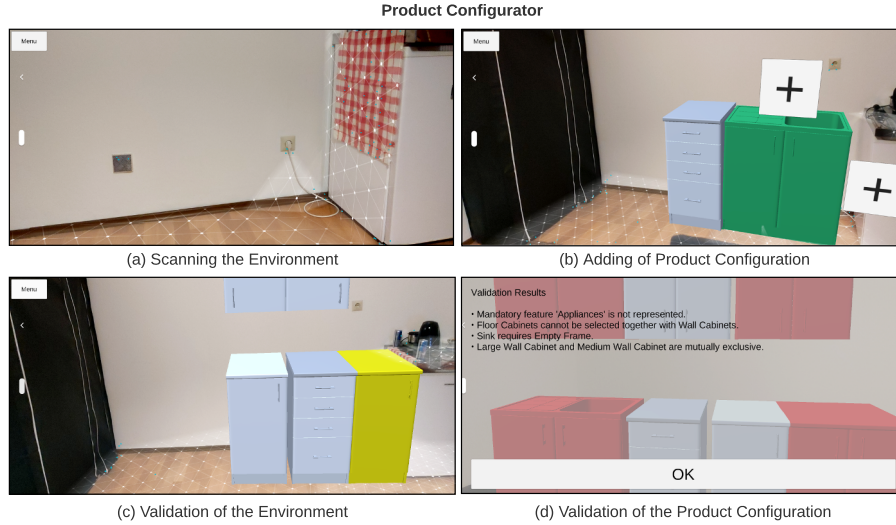 Product Configurator
Menu
Menu
(a) Scanning the Environment
(b) Adding of Product Configuration
Menu
Validation Results
• Mandatory feature 'Appliances' is not represented.
• Floor Cabinets cannot be selected together with Wall Cabinets.
• Sink requires Empty Frame.
• Large Wall Cabinet and Medium Wall Cabinet are mutually exclusive.
OK
(c) Validation of the Environment
(d) Validation of the Product Configuration